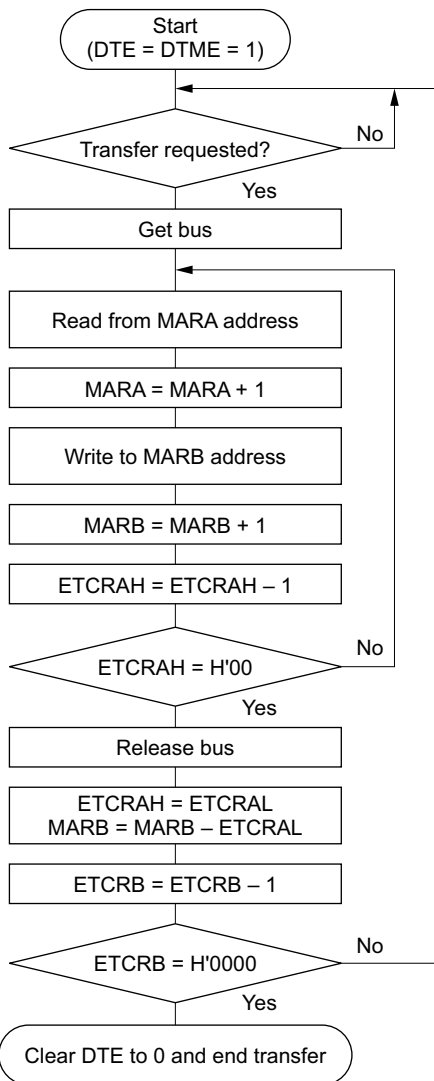 Start
(DTE = DTME = 1)
Transfer requested?
No
Yes
Get bus
Read from MARA address
MARA = MARA + 1
Write to MARB address
MARB = MARB + 1
ETCRAH = ETCRAH – 1
ETCRAH = H'00
No
Yes
Release bus
ETCRAH = ETCRAL
MARB = MARB – ETCRAL
ETCRB = ETCRB – 1
ETCRB = H'0000
No
Yes
Clear DTE to 0 and end transfer